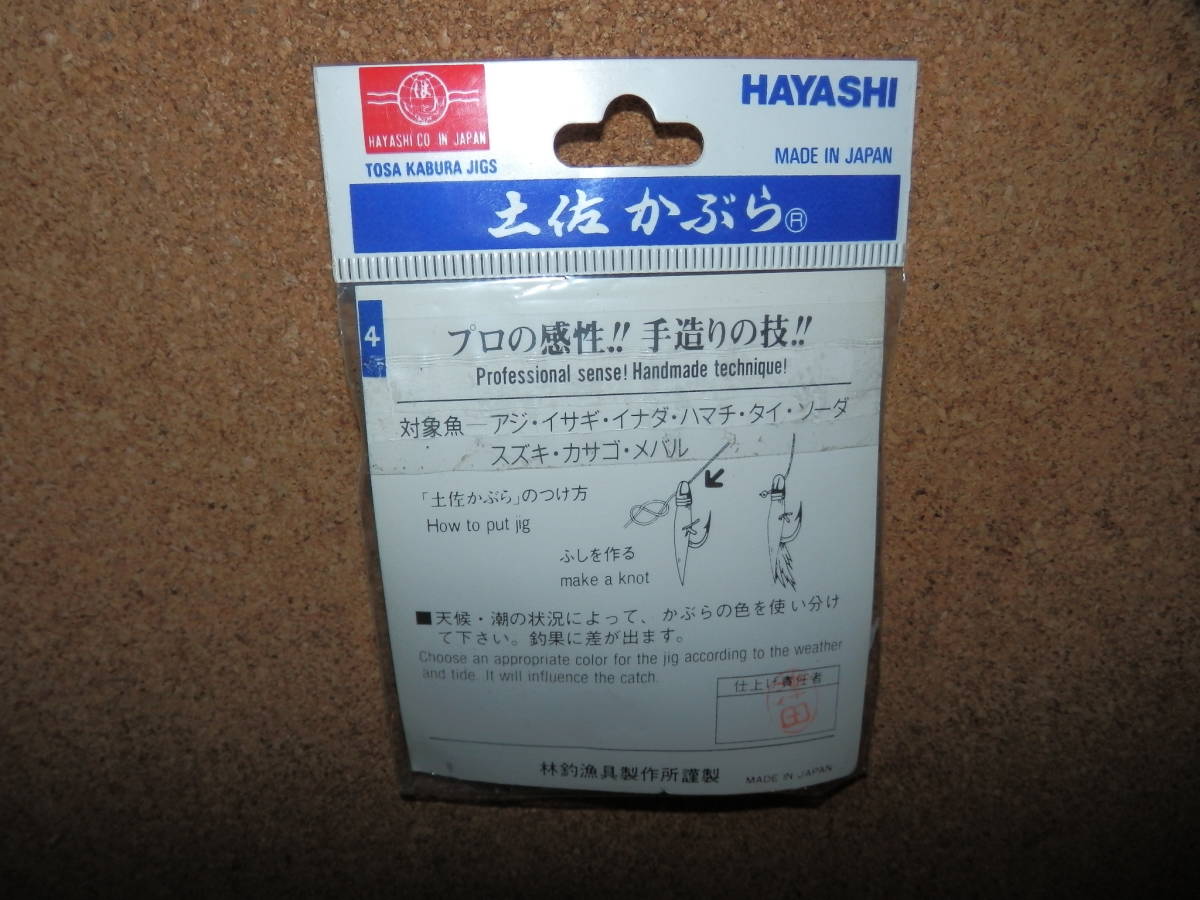 HAYASHI CO IN JAPAN
TOSA KABURA JIGS
HAYASHI
MADE IN JAPAN
土佐かぶら®
4
プロの感性!! 手造りの技!!
Professional sense! Handmade technique!
対象魚―アジ・イサギ・イナダ・ハマチ・タイ・ソーダ
スズキ・カサゴ・メバル
「土佐かぶら」のつけ方
How to put jig
ふしを作る
make a knot
■天候・潮の状況によって、かぶらの色を使い分け
て下さい。釣果に差が出ます。
Choose an appropriate color for the jig according to the weather
and tide. It will influence the catch.
仕上げ責任者
林釣漁具製作所謹製
MADE IN JAPAN